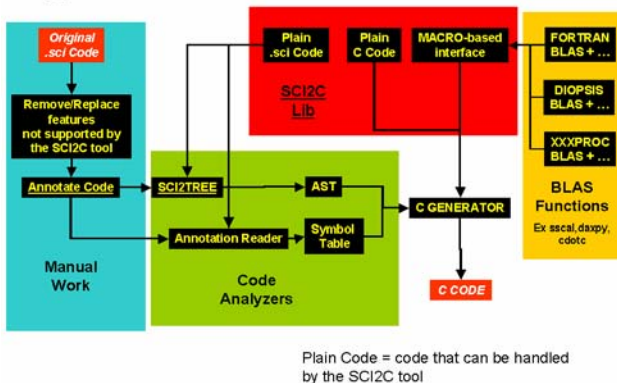 Original
.sci Code
Remove/Replace
features
not supported by
the SCI2C tool
Annotate Code
Manual
Work
Plain
.sci Code
Plain
C Code
MACRO-based
interface
SCI2C
Lib
SCI2TREE
AST
Annotation Reader
Symbol
Table
Code
Analyzers
C GENERATOR
C CODE
FORTRAN
BLAS + ...
DIOPSIS
BLAS + ...
XXXPROC
BLAS + ...
BLAS
Functions
Ex sscal,daxpy,
cdotc
Plain Code = code that can be handled
by the SCI2C tool